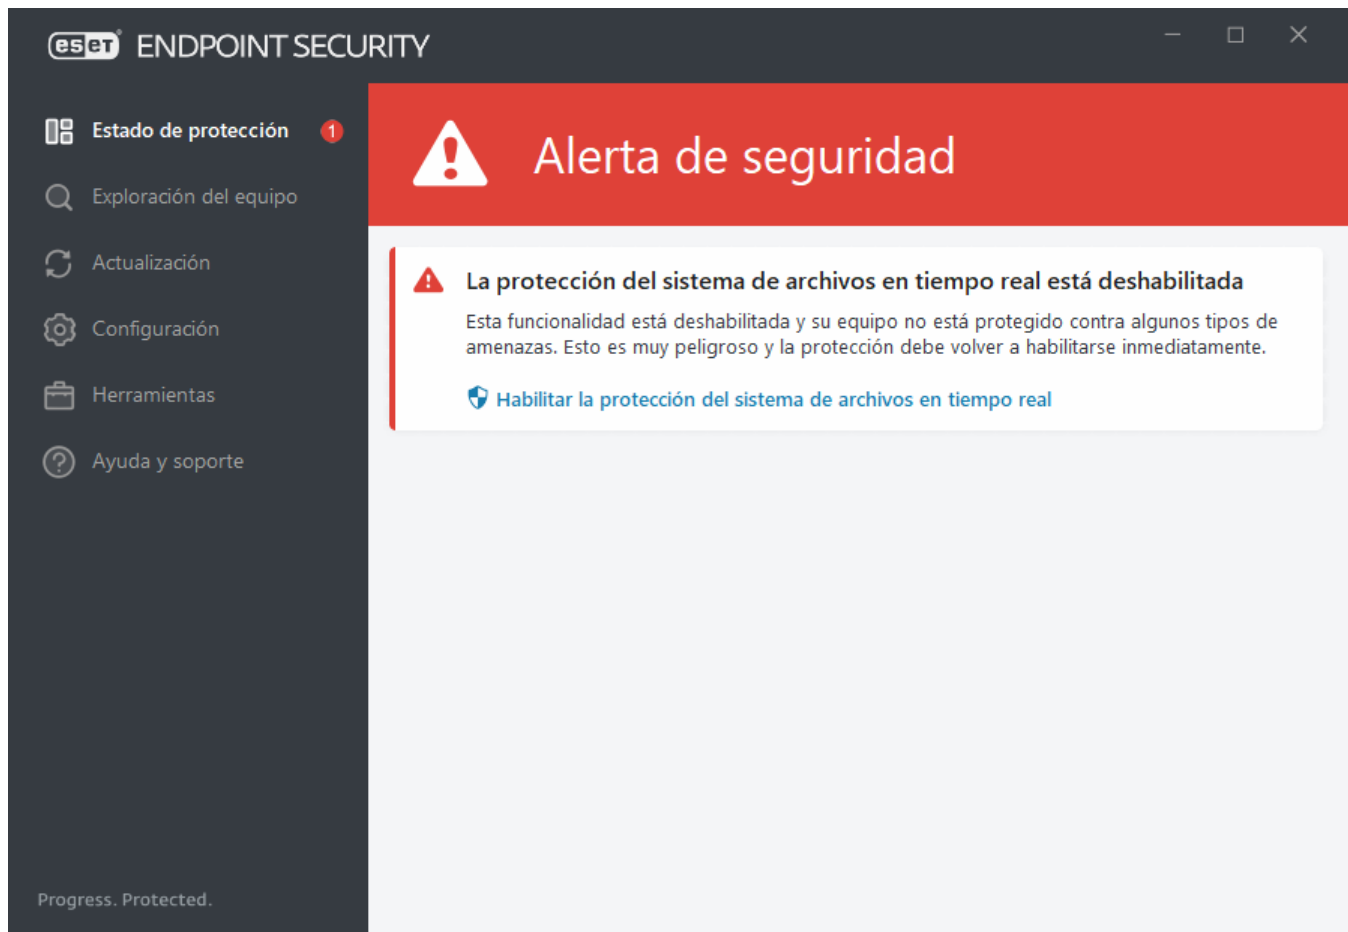 eset ENDPOINT SECURITY
Estado de protección 1
Exploración del equipo
Actualización
Configuración
Herramientas
Ayuda y soporte
Progress. Protected.
Alerta de seguridad
La protección del sistema de archivos en tiempo real está deshabilitada
Esta funcionalidad está deshabilitada y su equipo no está protegido contra algunos tipos de
amenazas. Esto es muy peligroso y la protección debe volver a habilitarse inmediatamente.
Habilitar la protección del sistema de archivos en tiempo real